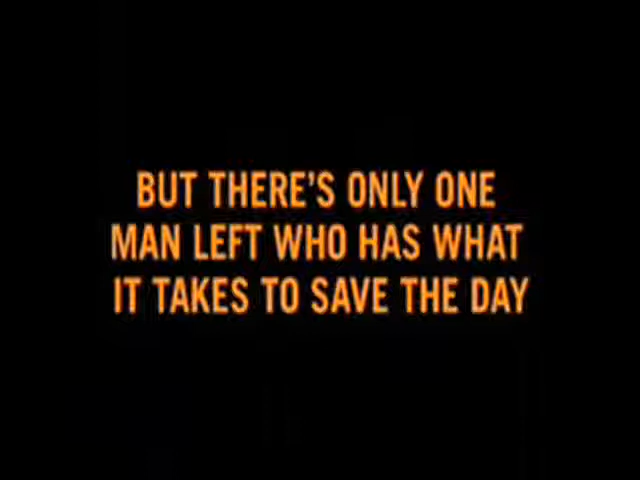 BUT THERE'S ONLY ONE
MAN LEFT WHO HAS WHAT
IT TAKES TO SAVE THE DAY